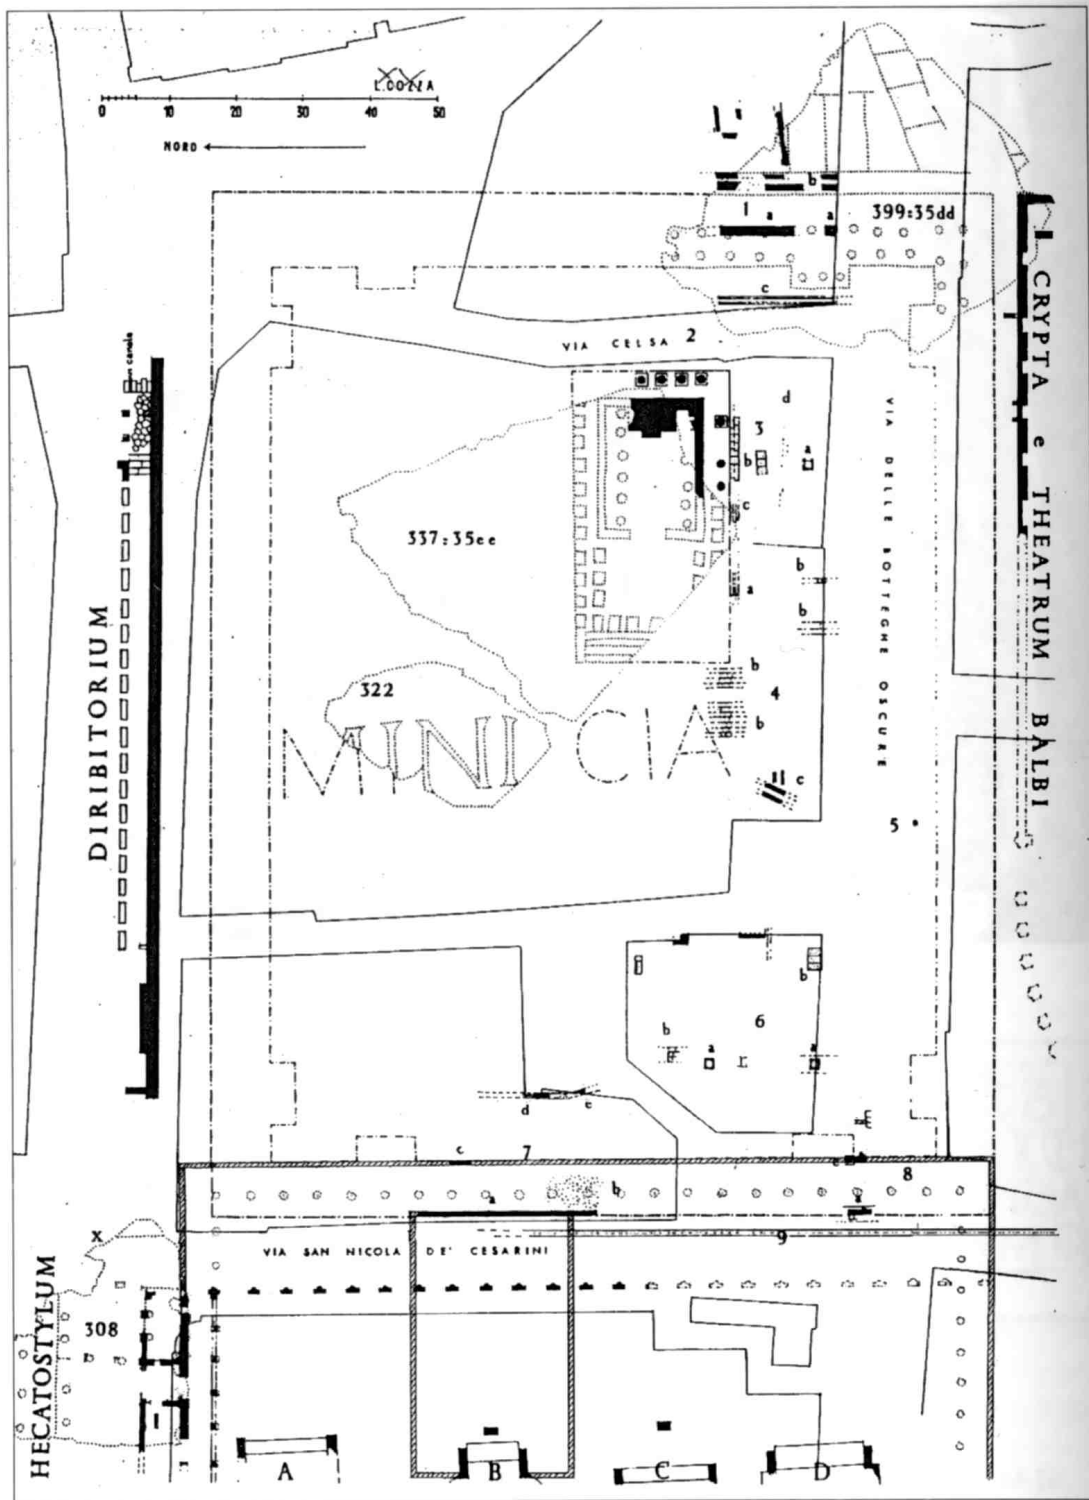 L.COZZA
0 10 20 30 40 50
NORD
b
1 a a 399:35dd
c
VIA CELSA 2
d
3
b a
c
337:35ee
b
a
b
322
b
4
b
MINICIA
c
5
b
6
b a a
d e
c 7
e 8
a b a
9
x
VIA SAN NICOLA DE' CESARINI
308
A B C D
DIRIBITORIUM
HECATOSTYLUM
VIA DELLE BOTTEGHE OSCURE
CRYPTA e THEATRUM BALBI